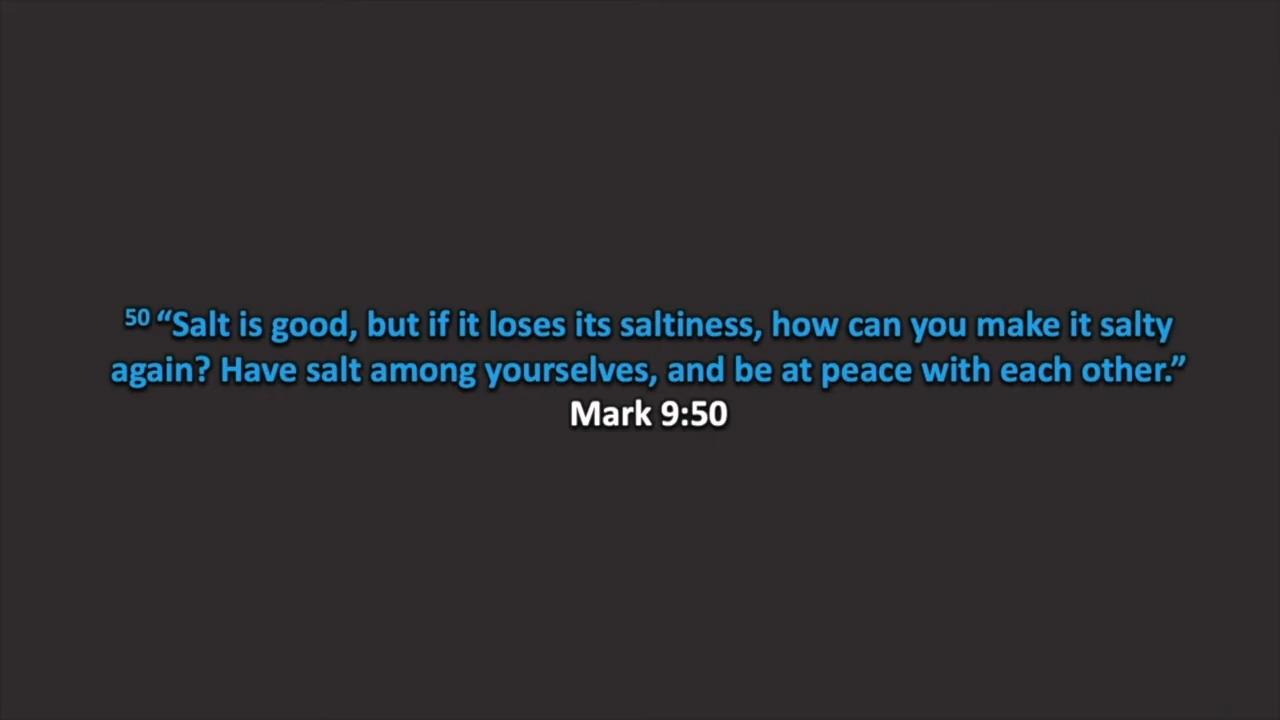 50 “Salt is good, but if it loses its saltiness, how can you make it salty
again? Have salt among yourselves, and be at peace with each other.”
Mark 9:50